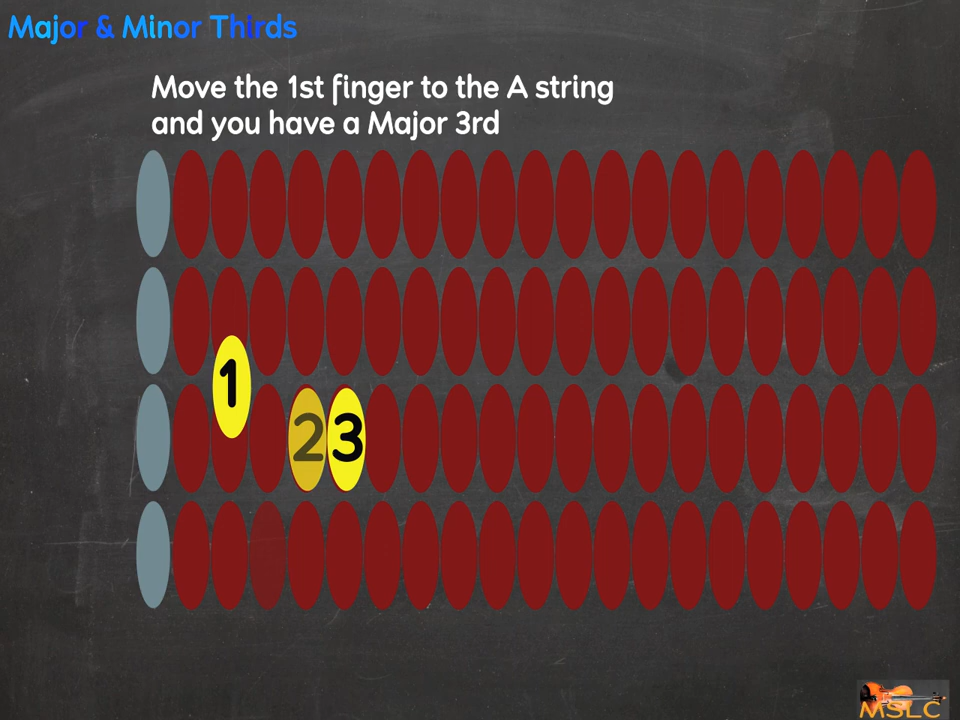 Major & Minor Thirds
Move the 1st finger to the A string
and you have a Major 3rd
1
2 3
MSLC